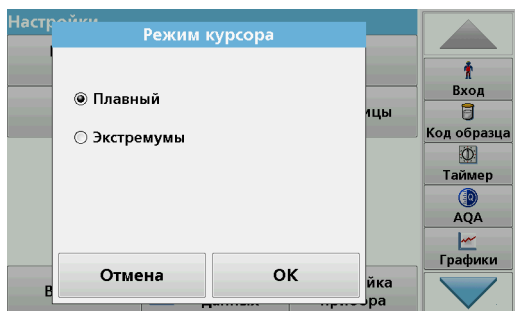 Настройки
Режим курсора
Плавный
Экстремумы
Отмена
OK
Вход
Код образца
Таймер
AQA
Графики